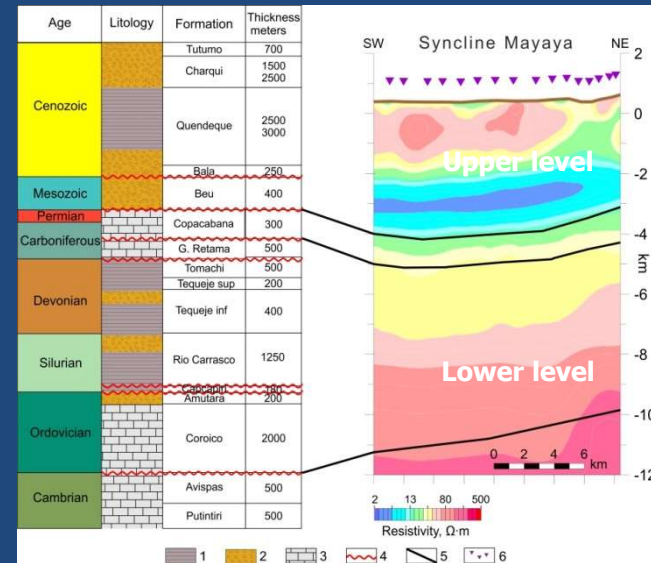 Age Litology Formation Thickness meters
Cenozoic
Tutumo 700
Charqui 1500 2500
Quendeque 2500 3000
Baja 250
Mesozoic
Beu 400
Permian
Copacabana 300
Carboniferous
G. Retama 500
Devonian
Tomachi 500
Tequeje sup 200
Tequeje inf 400
Silurian
Rio Carrasco 1250
Capcapiri 180
Ordovician
Amutara 200
Coroico 2000
Cambrian
Avispas 500
Putintiri 500
SW Syncline Mayaya NE
2
0
-2
-4
km
-6
-8
-10
-12
Upper level
Lower level
0 2 4 6
km
2 13 80 500
Resistivity, Ω·m
1 2 3 4 5 6